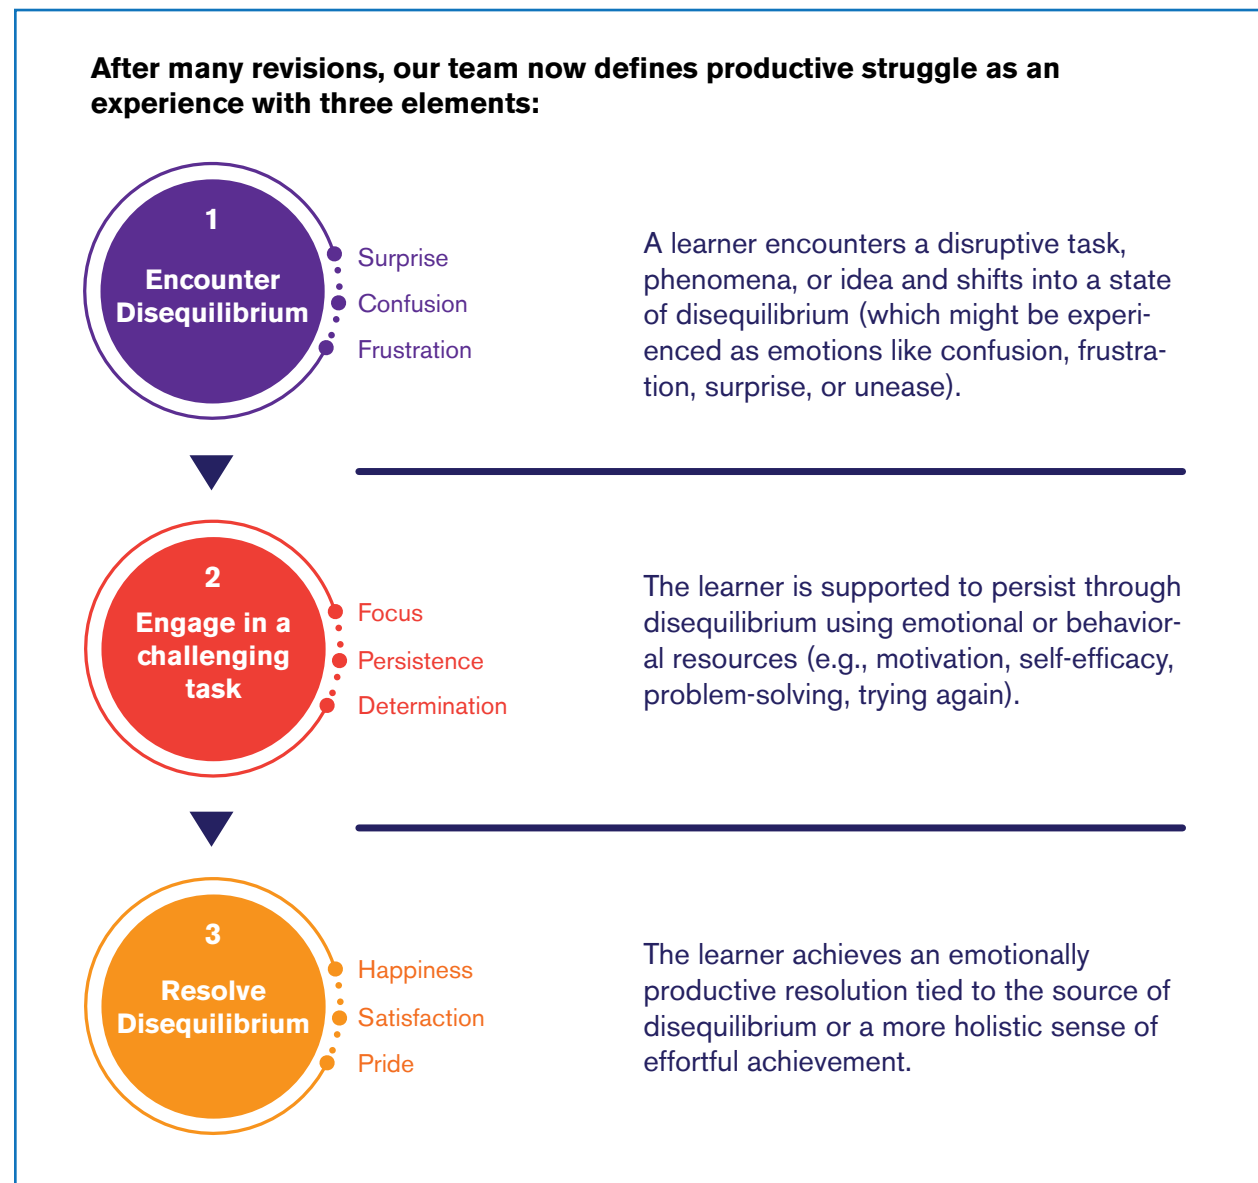 After many revisions, our team now defines productive struggle as an
experience with three elements:
1
Encounter
Disequilibrium
Surprise
Confusion
Frustration
A learner encounters a disruptive task,
phenomena, or idea and shifts into a state
of disequilibrium (which might be experi-
enced as emotions like confusion, frustra-
tion, surprise, or unease).
2
Engage in a
challenging
task
Focus
Persistence
Determination
The learner is supported to persist through
disequilibrium using emotional or behavior-
al resources (e.g., motivation, self-efficacy,
problem-solving, trying again).
3
Resolve
Disequilibrium
Happiness
Satisfaction
Pride
The learner achieves an emotionally
productive resolution tied to the source of
disequilibrium or a more holistic sense of
effortful achievement.